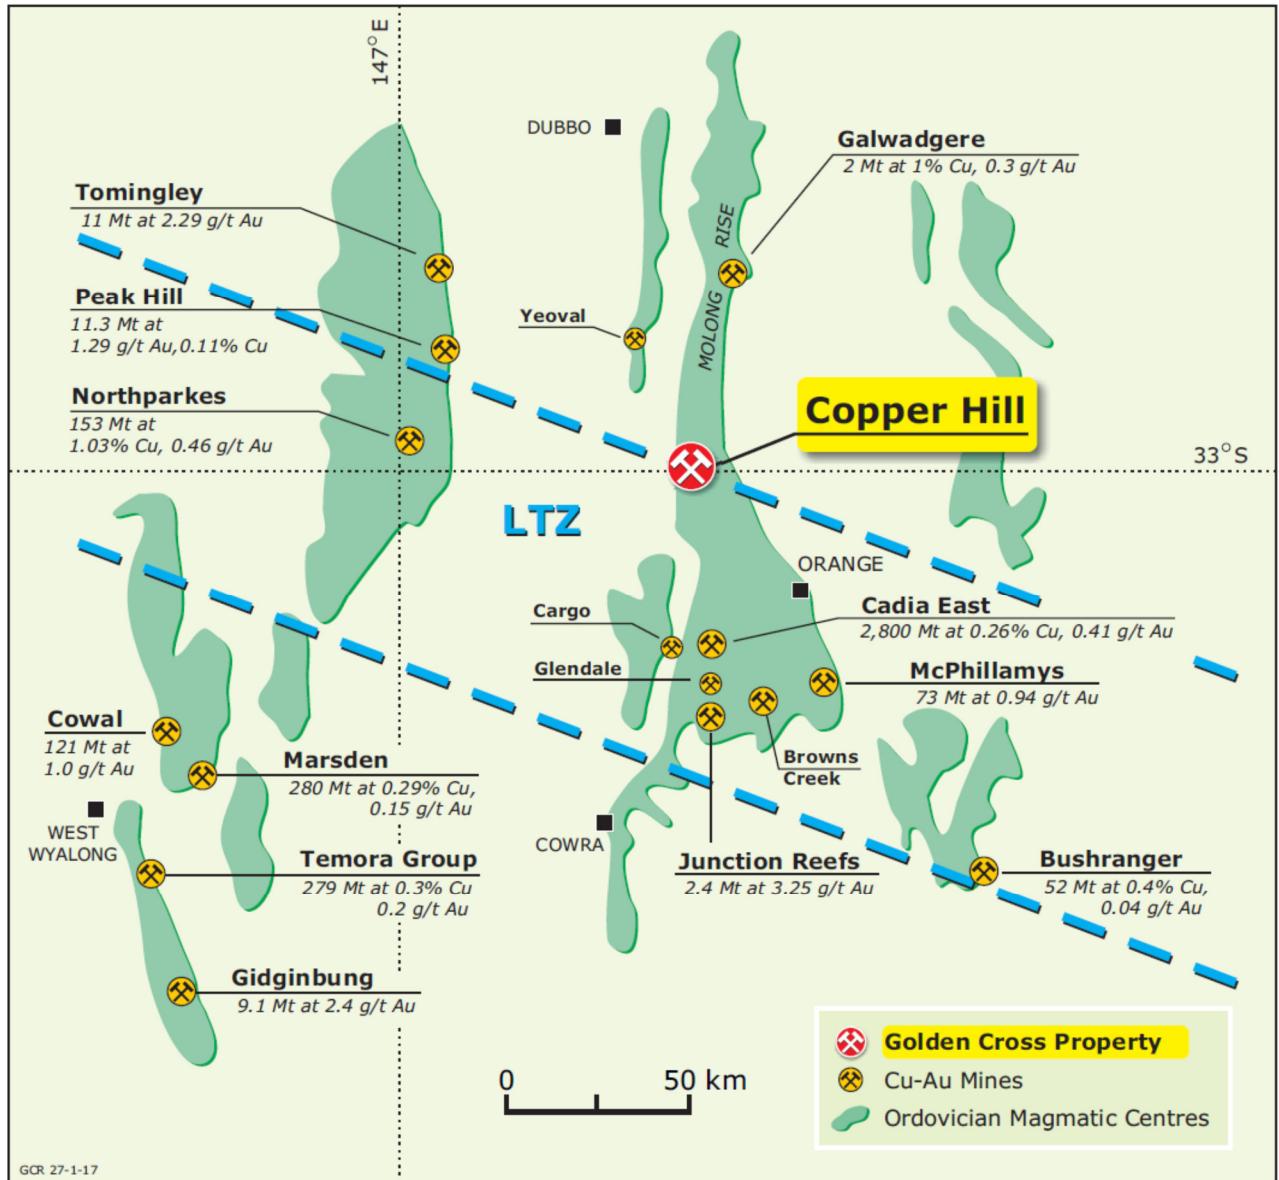 147°E
DUBBO
Galwadgere
2 Mt at 1% Cu, 0.3 g/t Au
Tomingley
11 Mt at 2.29 g/t Au
MOLONG RISE
Peak Hill
11.3 Mt at
1.29 g/t Au,0.11% Cu
Yeoval
Northparkes
153 Mt at
1.03% Cu, 0.46 g/t Au
Copper Hill
33°S
LTZ
ORANGE
Cargo
Cadia East
2,800 Mt at 0.26% Cu, 0.41 g/t Au
Glendale
McPhillamys
73 Mt at 0.94 g/t Au
Cowal
121 Mt at
1.0 g/t Au
Marsden
280 Mt at 0.29% Cu,
0.15 g/t Au
Browns
Creek
WEST
WYALONG
COWRA
Temora Group
279 Mt at 0.3% Cu
0.2 g/t Au
Junction Reefs
2.4 Mt at 3.25 g/t Au
Bushranger
52 Mt at 0.4% Cu,
0.04 g/t Au
Gidginbung
9.1 Mt at 2.4 g/t Au
0 50 km
Golden Cross Property
Cu-Au Mines
Ordovician Magmatic Centres
GCR 27-1-17